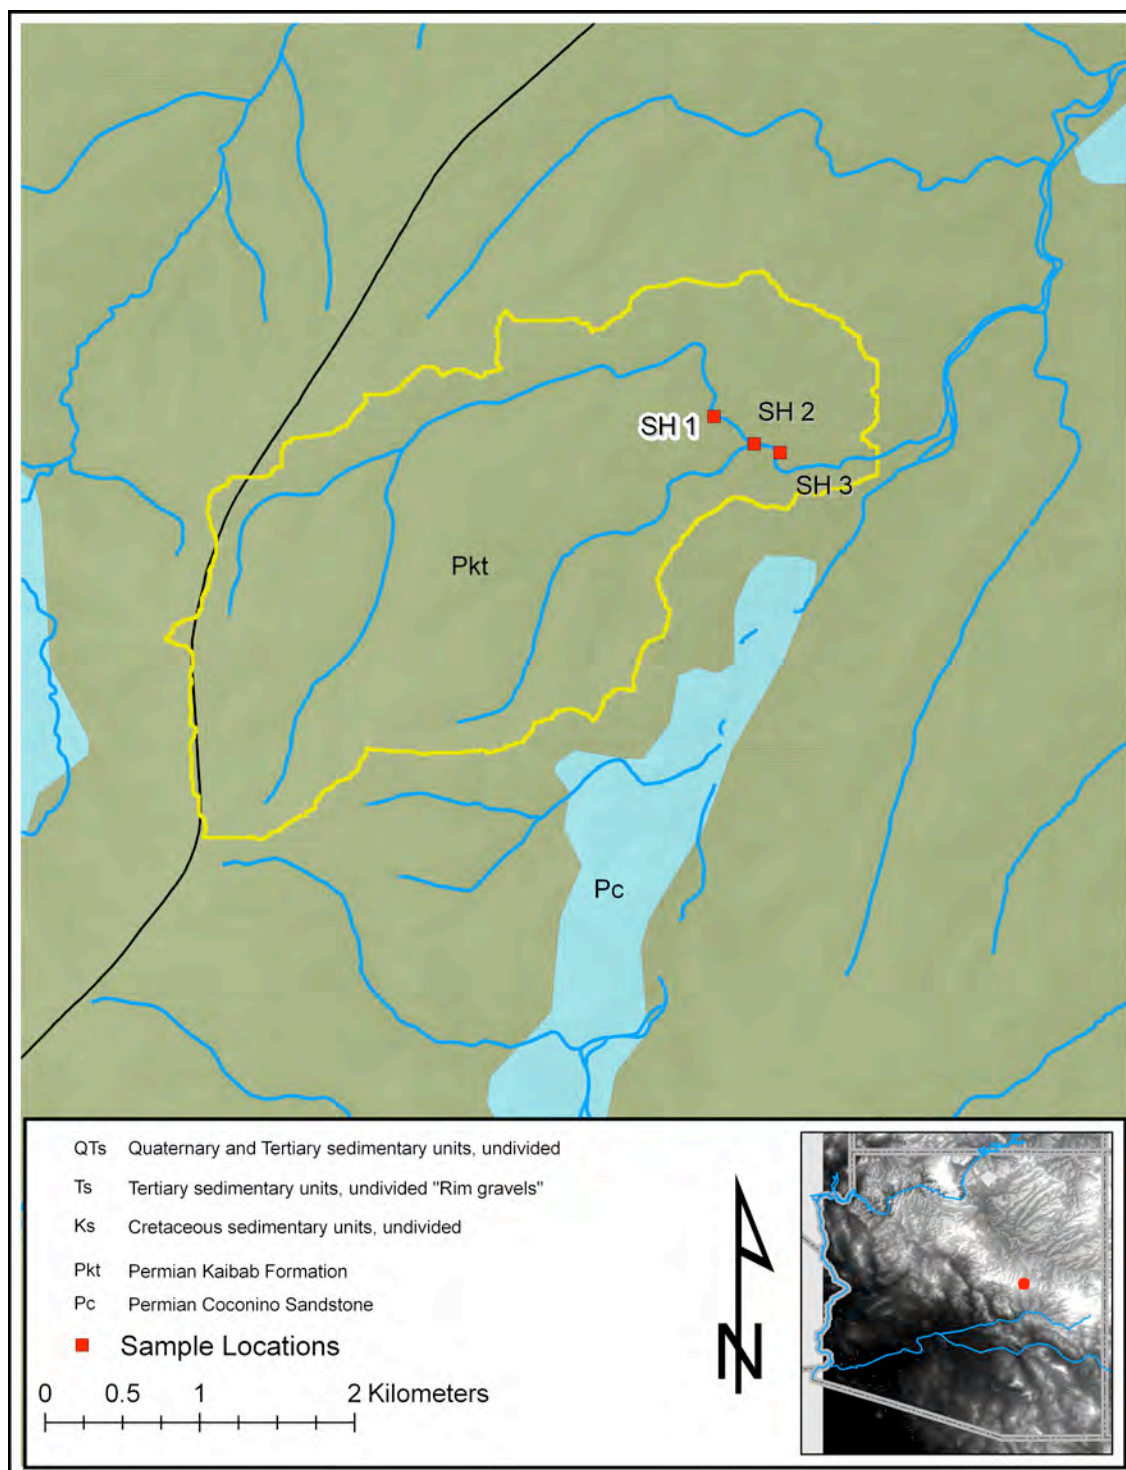 SH 2
SH 1
SH 3
Pkt
Pc
QTs Quaternary and Tertiary sedimentary units, undivided
Ts Tertiary sedimentary units, undivided "Rim gravels"
Ks Cretaceous sedimentary units, undivided
Pkt Permian Kaibab Formation
Pc Permian Coconino Sandstone
Sample Locations
0 0.5 1 2 Kilometers
N